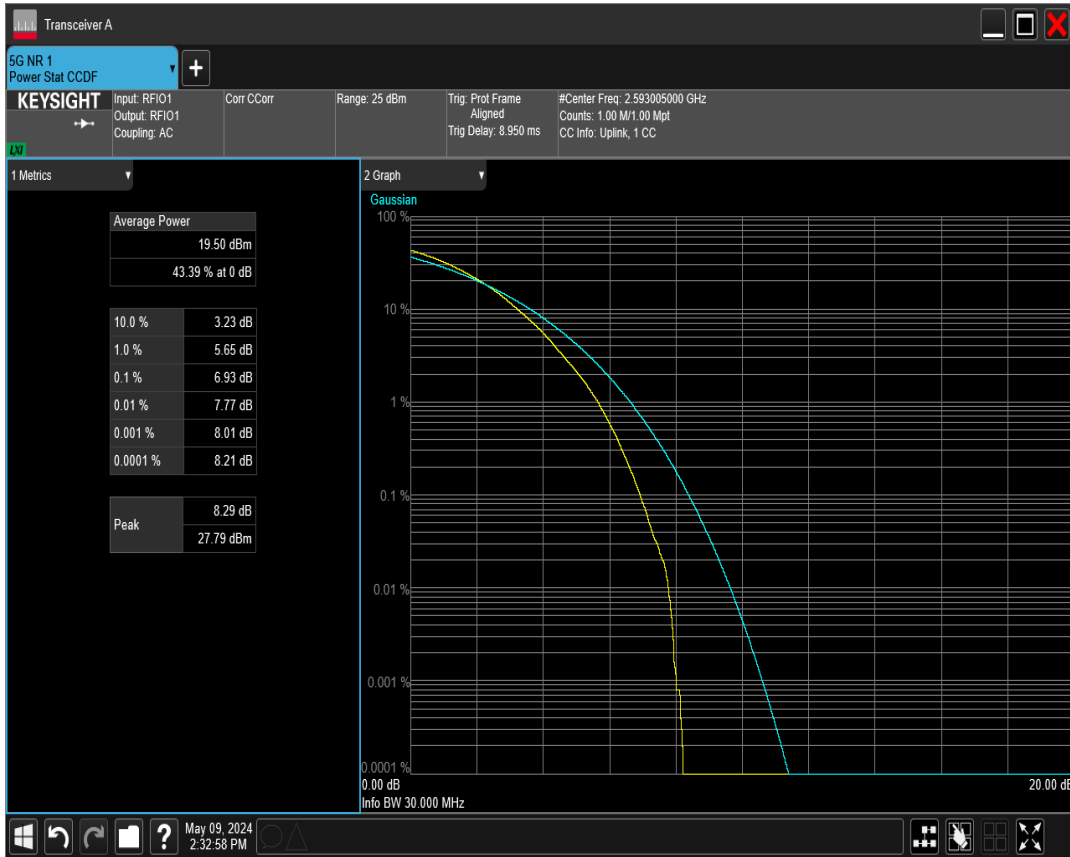 Transceiver A
5G NR 1
Power Stat CCDF
KEYSIGHT
LXI
Input: RFIO1
Output: RFIO1
Coupling: AC
Corr CCorr
Range: 25 dBm
Trig: Prot Frame
Aligned
Trig Delay: 8.950 ms
#Center Freq: 2.593005000 GHz
Counts: 1.00 M/1.00 Mpt
CC Info: Uplink, 1 CC
1 Metrics
Average Power
19.50 dBm
43.39 % at 0 dB
10.0 % 3.23 dB
1.0 % 5.65 dB
0.1 % 6.93 dB
0.01 % 7.77 dB
0.001 % 8.01 dB
0.0001 % 8.21 dB
Peak
8.29 dB
27.79 dBm
2 Graph
Gaussian
100 %
10 %
1 %
0.1 %
0.01 %
0.001 %
0.0001 %
0.00 dB 20.00 dB
Info BW 30.000 MHz
? May 09, 2024
2:32:58 PM